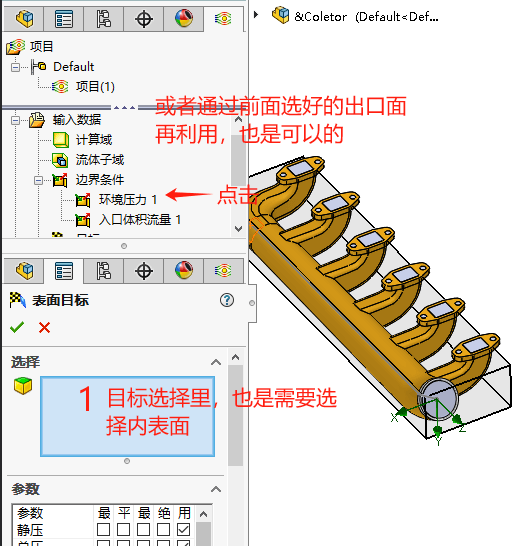 &Coletor (Default<Def...
项目
Default
项目(1)
输入数据
计算域
流体子域
边界条件
环境压力 1
入口体积流量 1
或者通过前面选好的出口面
再利用，也是可以的
点击
表面目标
选择
1 目标选择里，也是需要选
择内表面
参数
参数 最 平 最 绝 用
静压
X
Y
Z